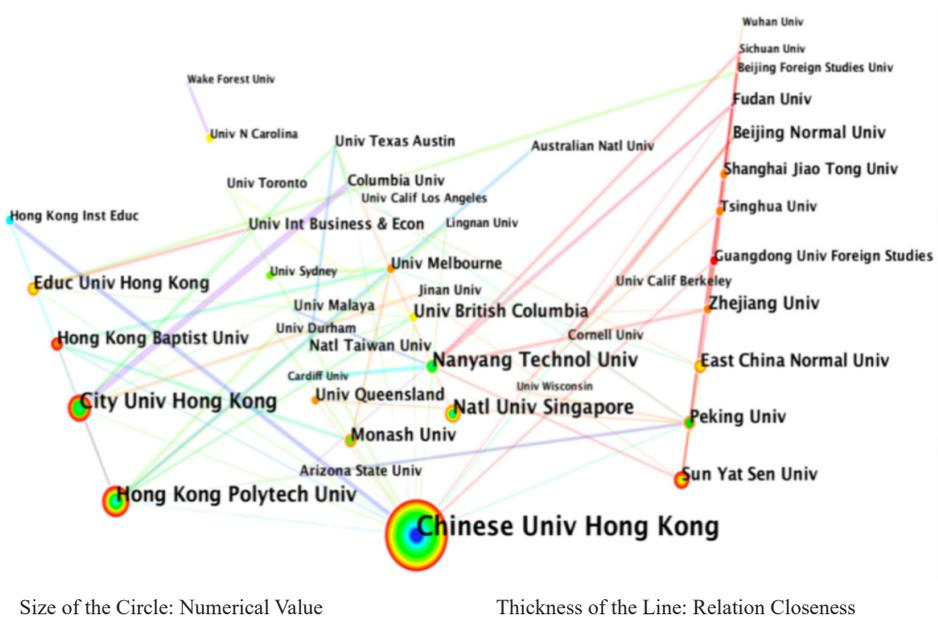 Wuhan Univ
Sichuan Univ
Beijing Foreign Studies Univ
Wake Forest Univ
Fudan Univ
Univ N Carolina
Beijing Normal Univ
Univ Texas Austin
Australian Natl Univ
Shanghai Jiao Tong Univ
Univ Toronto
Columbia Univ
Univ Calif Los Angeles
Tsinghua Univ
Hong Kong Inst Educ
Univ Int Business & Econ
Lingnan Univ
Guangdong Univ Foreign Studies
Univ Sydney
Univ Melbourne
Educ Univ Hong Kong
Univ Calif Berkeley
Jinan Univ
Zhejiang Univ
Univ Malaya
Univ British Columbia
Univ Durham
Cornell Univ
Hong Kong Baptist Univ
Natl Taiwan Univ
Nanyang Technol Univ
East China Normal Univ
Cardiff Univ
Univ Wisconsin
Univ Queensland
City Univ Hong Kong
Natl Univ Singapore
Peking Univ
Monash Univ
Arizona State Univ
Sun Yat Sen Univ
Hong Kong Polytech Univ
Chinese Univ Hong Kong
Size of the Circle: Numerical Value
Thickness of the Line: Relation Closeness